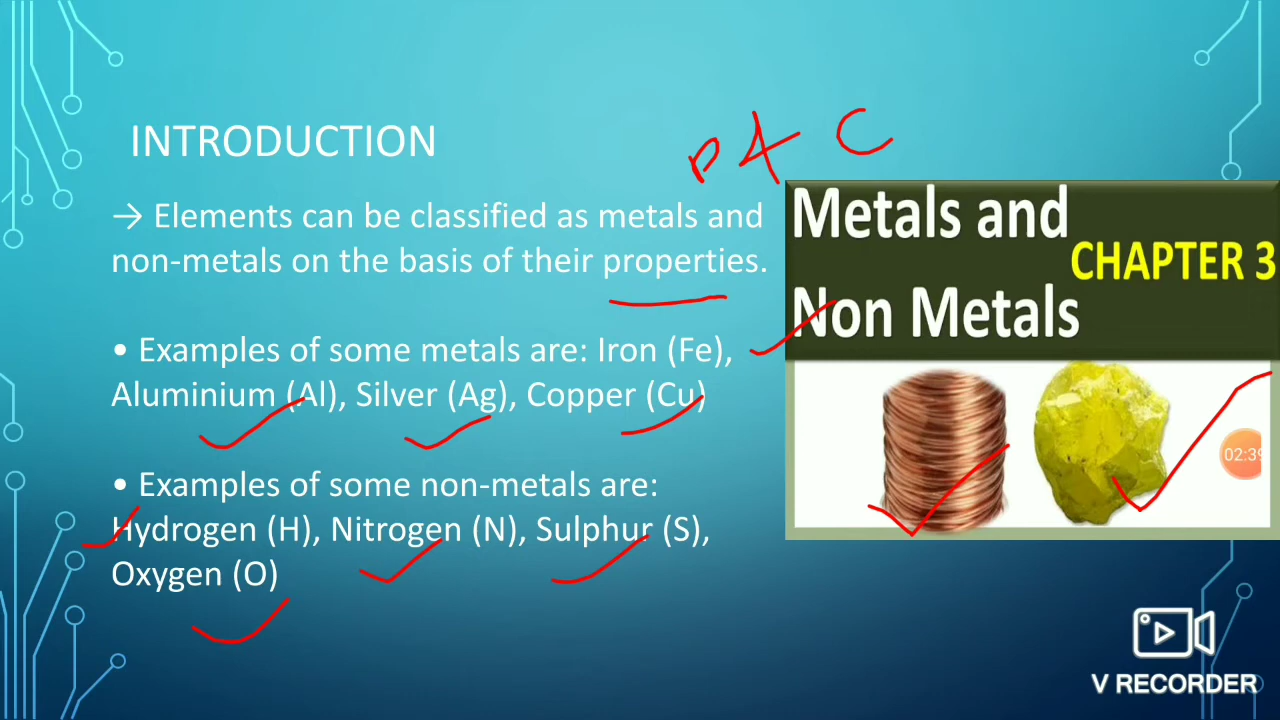 INTRODUCTION
P & C
→ Elements can be classified as metals and
non-metals on the basis of their properties.
• Examples of some metals are: Iron (Fe),
Aluminium (Al), Silver (Ag), Copper (Cu)
• Examples of some non-metals are:
Hydrogen (H), Nitrogen (N), Sulphur (S),
Oxygen (O)
Metals and
CHAPTER 3
Non Metals
02:39
V RECORDER